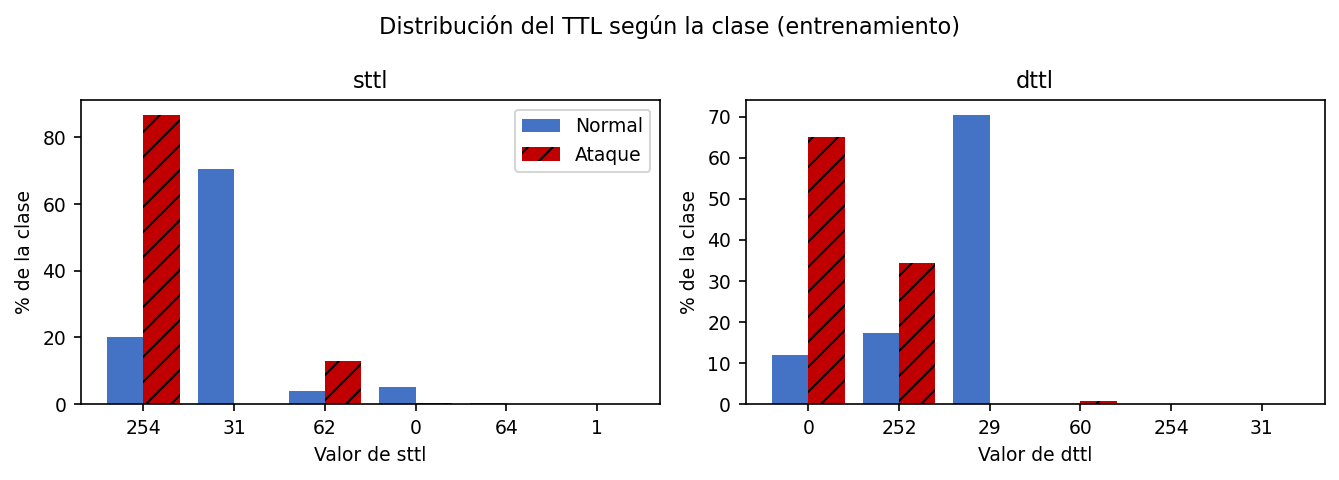 Distribución del TTL según la clase (entrenamiento)
sttl
% de la clase
80
60
40
20
0
Normal
Ataque
254 31 62 0 64 1
Valor de sttl
dttl
% de la clase
70
60
50
40
30
20
10
0
0 252 29 60 254 31
Valor de dttl